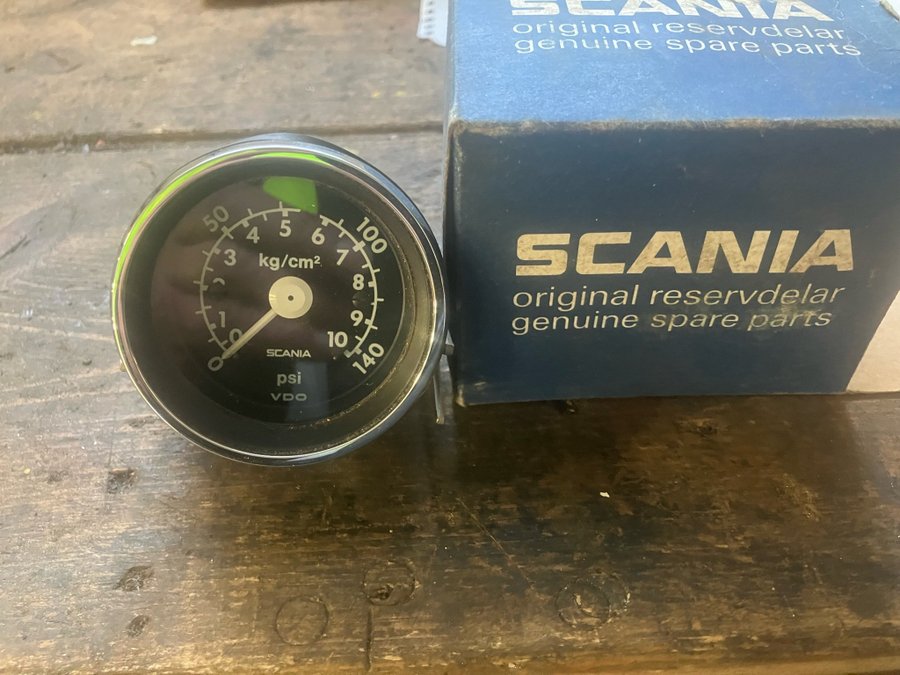 SCANIA
original reservdelar
genuine spare parts
SCANIA
original reservdelar
genuine spare parts
0 50 100 140
0 1 3 4 5 6 7 8 9 10
kg/cm²
SCANIA
psi
VDO